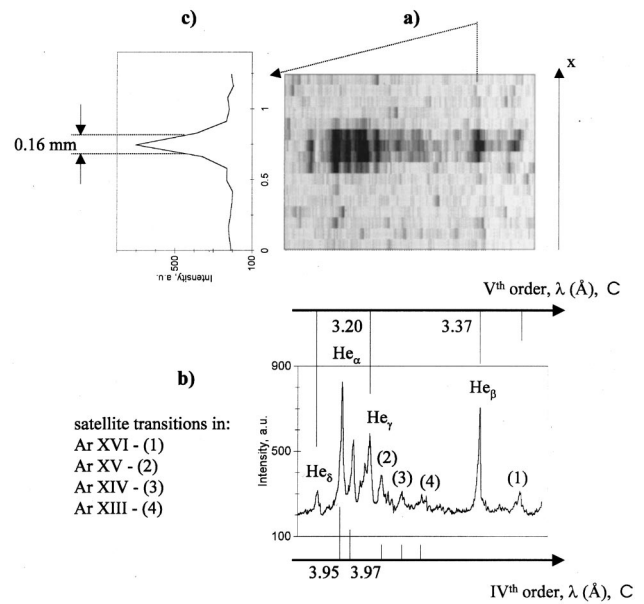 c)
a)
x
0.16 mm
1
0.5
0
500
100
Intensity, a.u.
Vth order, λ (Å), C
3.20
3.37
b)
satellite transitions in:
Ar XVI - (1)
Ar XV - (2)
Ar XIV - (3)
Ar XIII - (4)
900
500
100
Intensity, a.u.
Heα
Heγ
Heβ
Heδ
(2)
(3)
(4)
(1)
3.95
3.97
IVth order, λ (Å), C